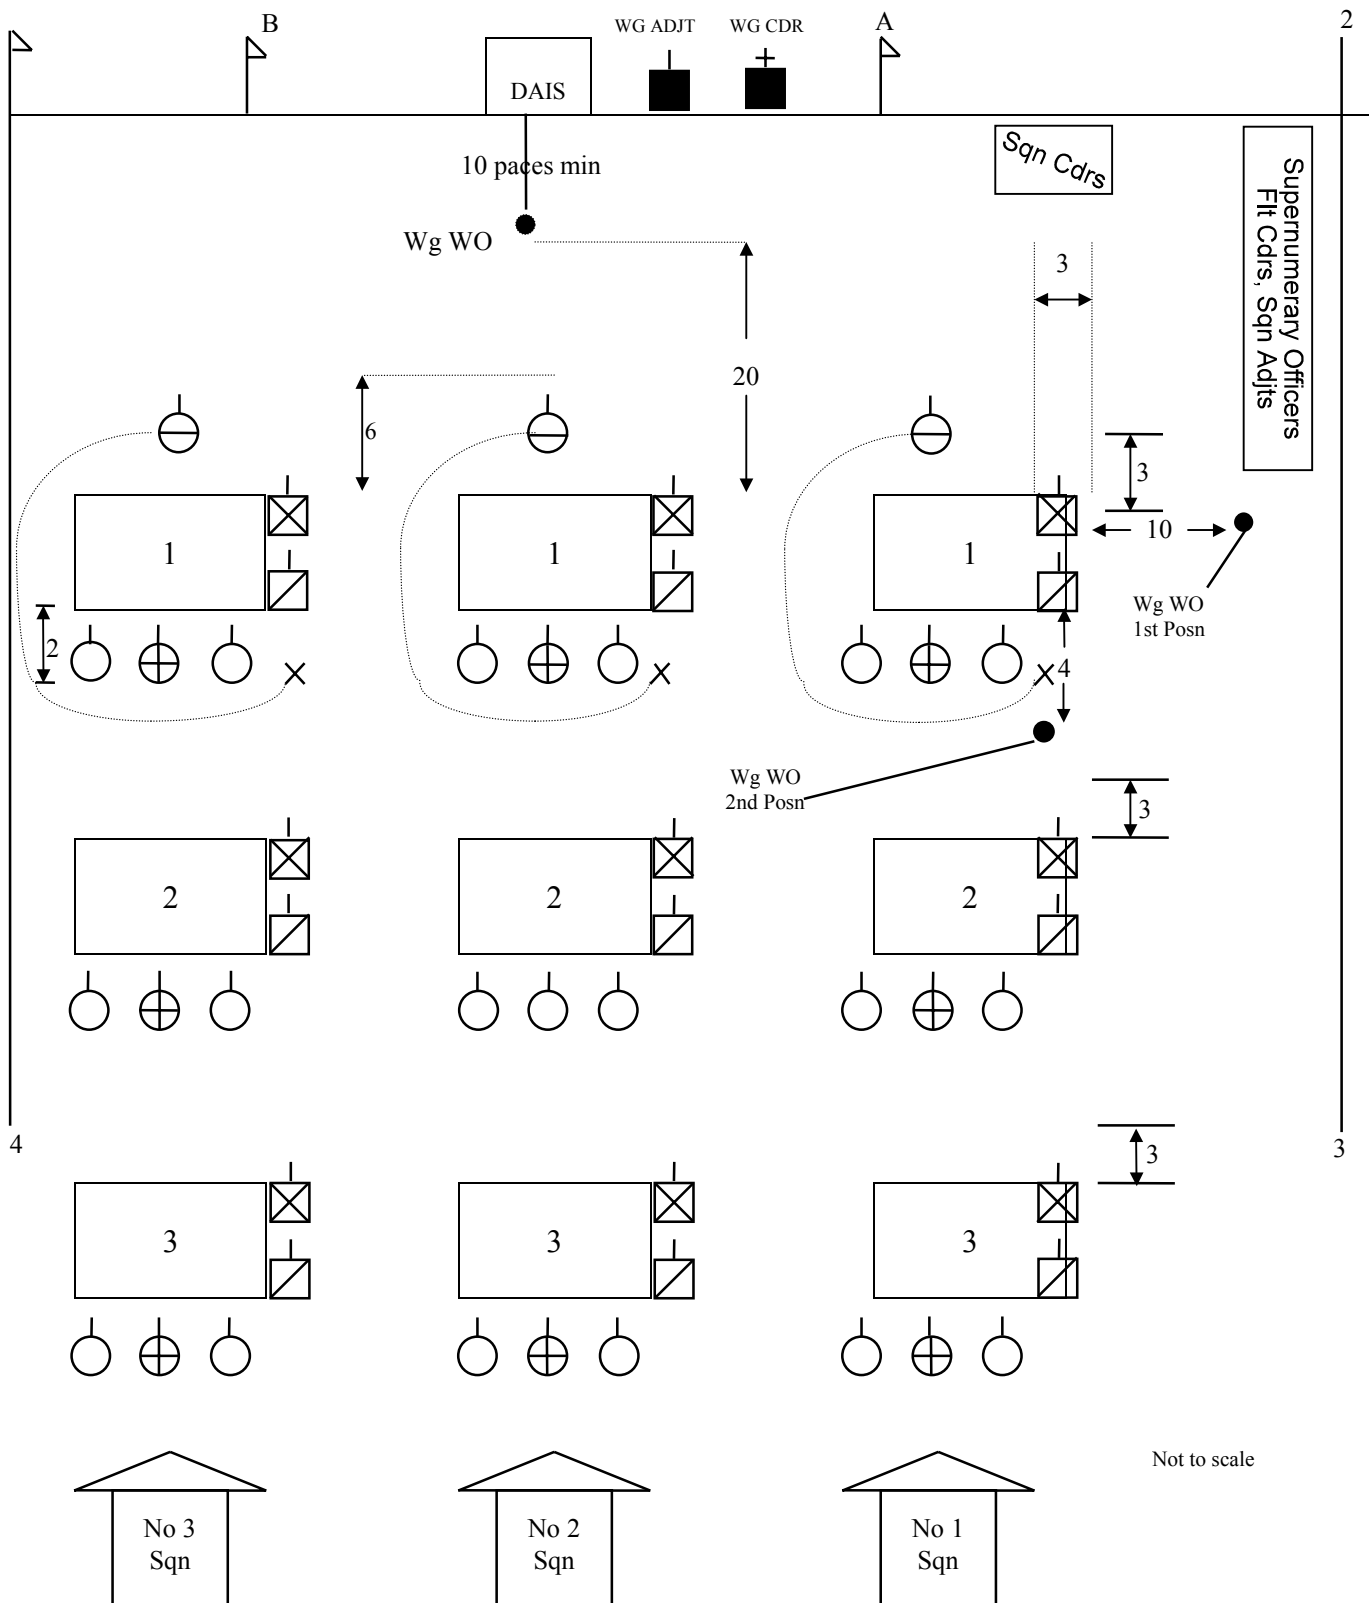 B
WG ADJT
WG CDR
A
2
DAIS
10 paces min
Wg WO
Sqn Cdrs
Supernumerary Officers
Flt Cdrs, Sqn Adjts
3
20
6
3
10
1
1
1
Wg WO
1st Posn
2
4
Wg WO
2nd Posn
3
2
2
2
4
3
3
3
3
3
Not to scale
No 3
Sqn
No 2
Sqn
No 1
Sqn